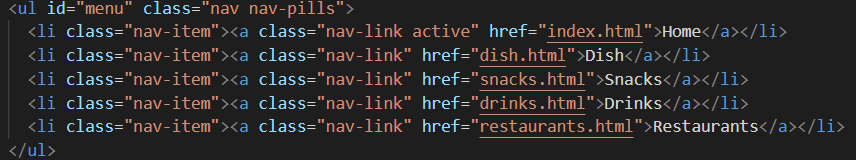 <ul id="menu" class="nav nav-pills">
<li class="nav-item"><a class="nav-link active" href="index.html">Home</a></li>
<li class="nav-item"><a class="nav-link" href="dish.html">Dish</a></li>
<li class="nav-item"><a class="nav-link" href="snacks.html">Snacks</a></li>
<li class="nav-item"><a class="nav-link" href="drinks.html">Drinks</a></li>
<li class="nav-item"><a class="nav-link" href="restaurants.html">Restaurants</a></li>
</ul>